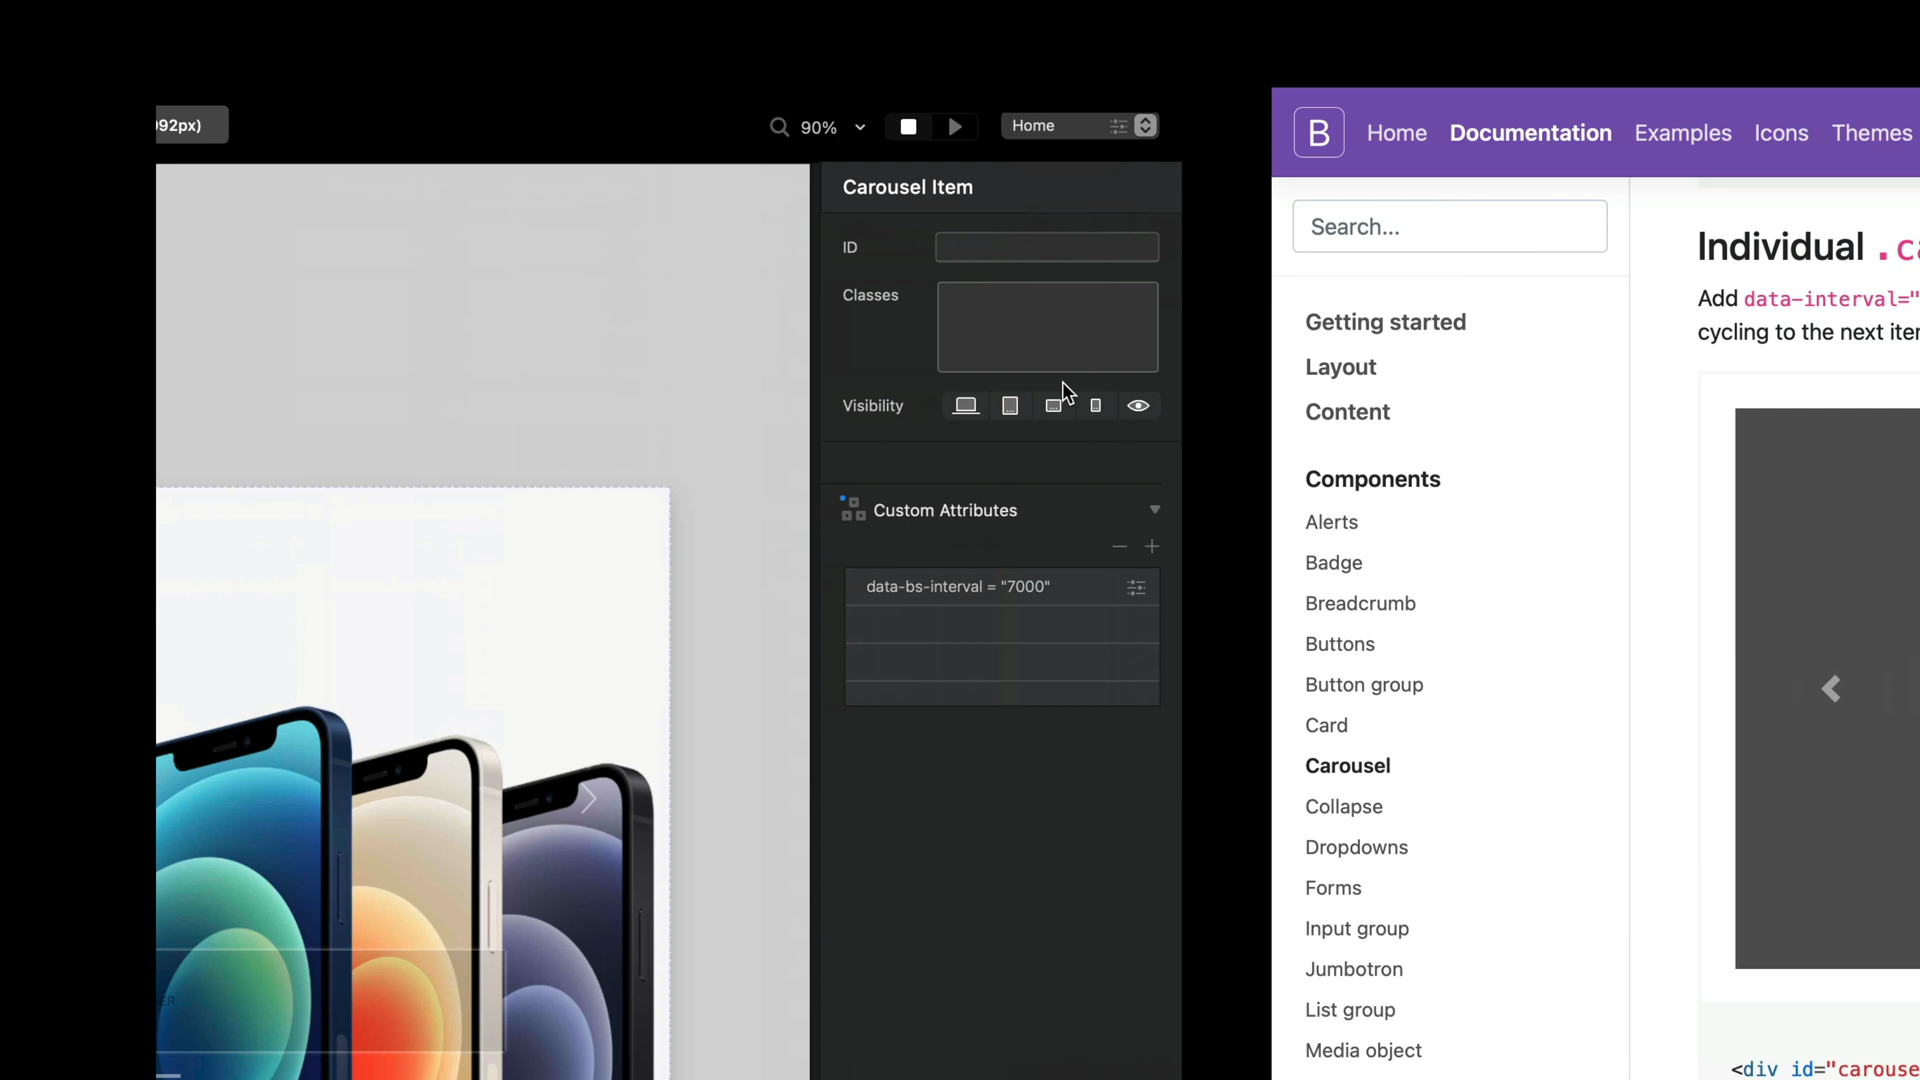 92px)
90%
Home
Carousel Item
ID
Classes
Visibility
Custom Attributes
data-bs-interval = "7000"
B
Home
Documentation
Examples
Icons
Themes
Search...
Getting started
Layout
Content
Components
Alerts
Badge
Breadcrumb
Buttons
Button group
Card
Carousel
Collapse
Dropdowns
Forms
Input group
Jumbotron
List group
Media object
Individual .ca
Add data-interval="
cycling to the next iter
<div id="carouse
ER